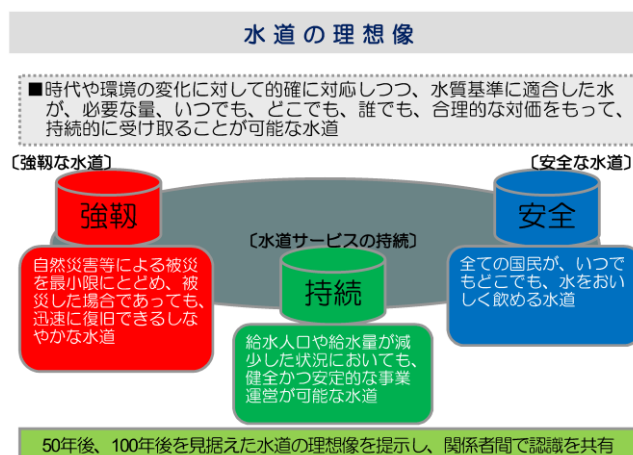 水道の理想像
■時代や環境の変化に対して的確に対応しつつ、水質基準に適合した水
が、必要な量、いつでも、どこでも、誰でも、合理的な対価をもって、
持続的に受け取ることが可能な水道
〔強靱な水道〕
〔安全な水道〕
強靱
安全
〔水道サービスの持続〕
持続
自然災害等による被災
を最小限にとどめ、被
災した場合であっても、
迅速に復旧できるしな
やかな水道
全ての国民が、いつで
もどこでも、水をおい
しく飲める水道
給水人口や給水量が減
少した状況においても、
健全かつ安定的な事業
運営が可能な水道
50年後、100年後を見据えた水道の理想像を提示し、関係者間で認識を共有